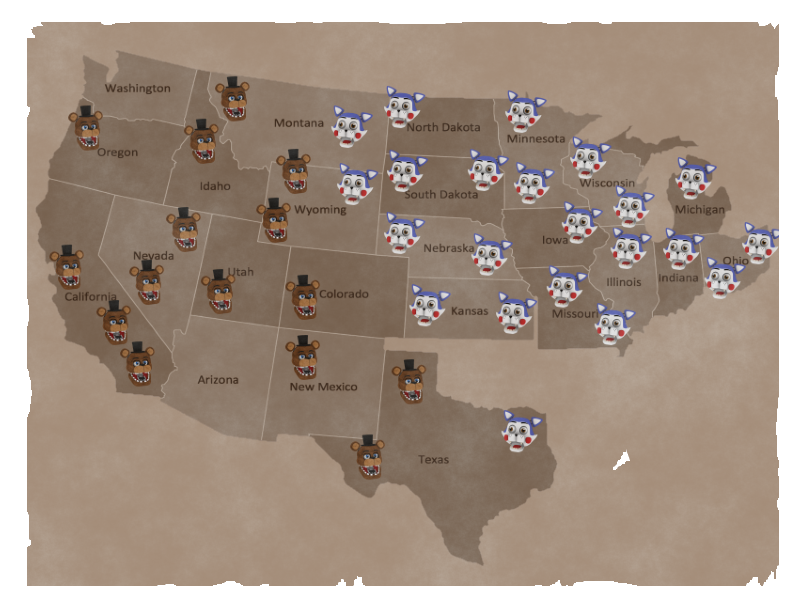 Washington
Montana
North Dakota
Minnesota
Oregon
Idaho
Wyoming
South Dakota
Wisconsin
Michigan
Nevada
Utah
Nebraska
Iowa
Ohio
California
Colorado
Kansas
Missouri
Illinois
Indiana
Arizona
New Mexico
Texas